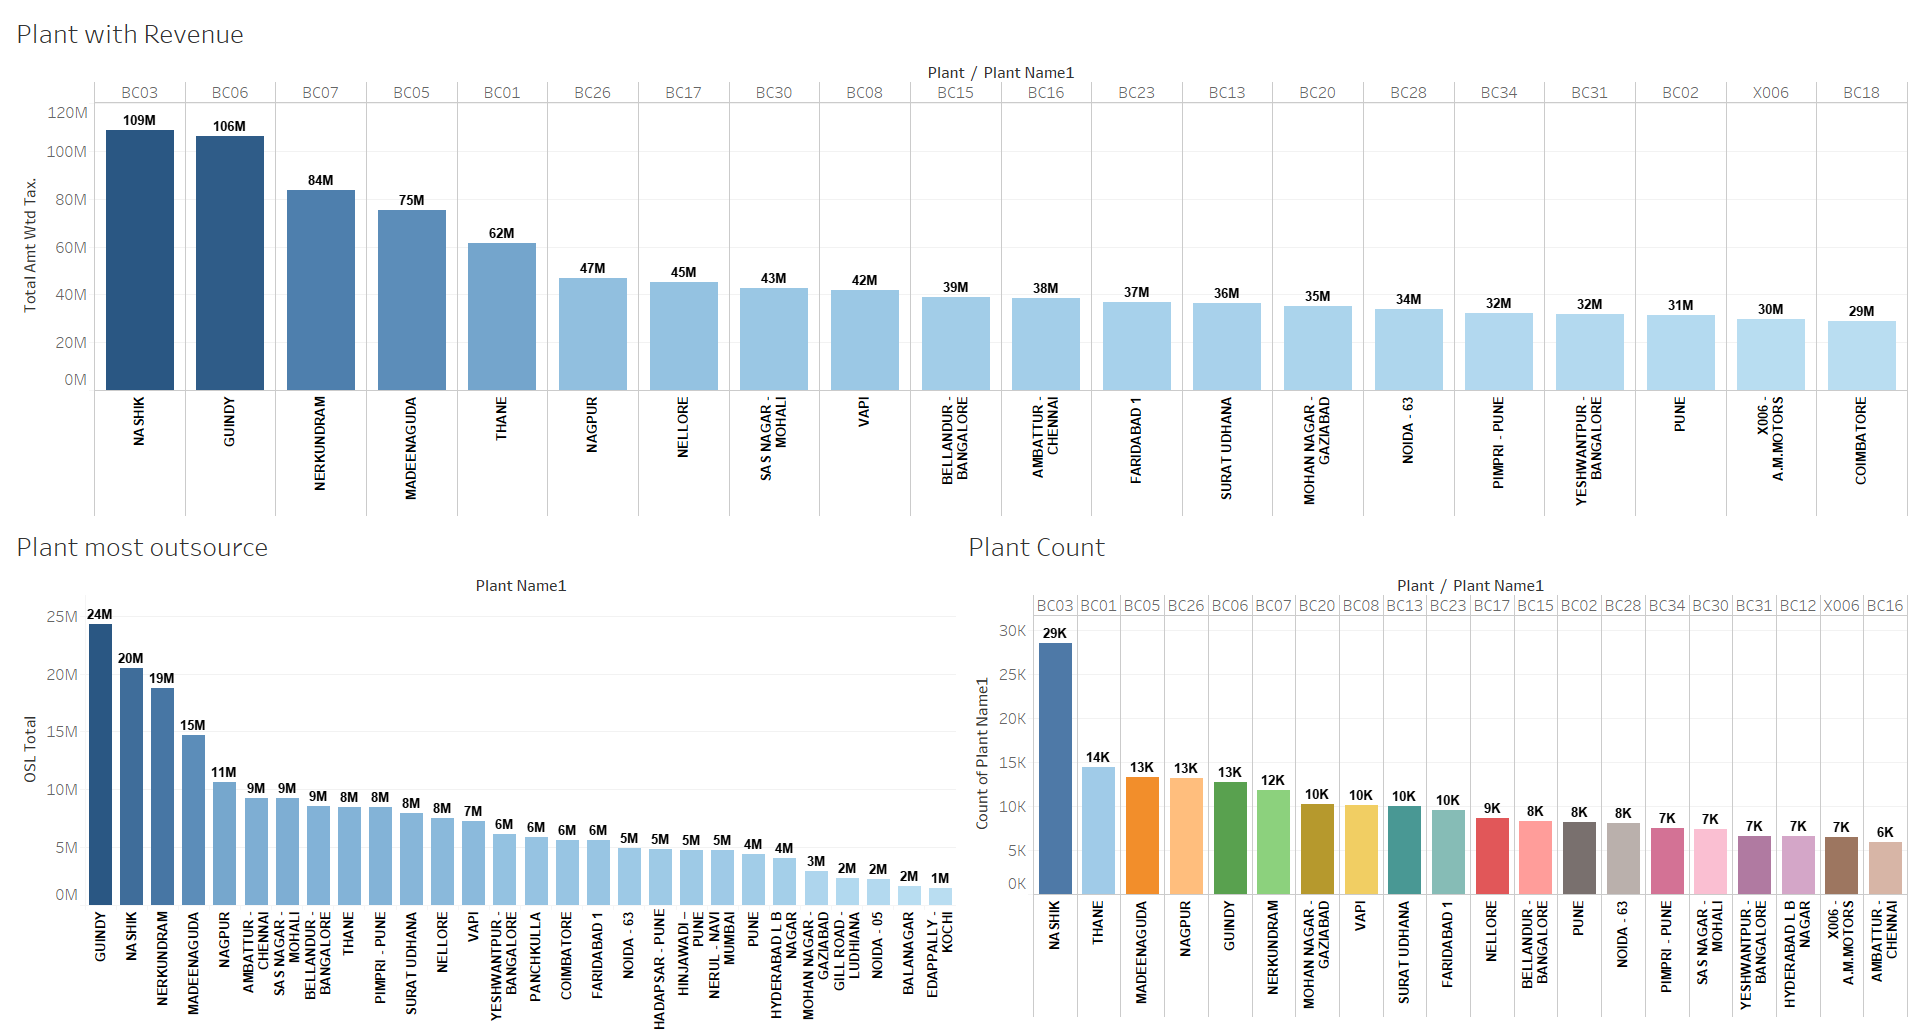 Plant with Revenue
Plant / Plant Name1
BC03 BC06 BC07 BC05 BC01 BC26 BC17 BC30 BC08 BC15 BC16 BC23 BC13 BC20 BC28 BC34 BC31 BC02 X006 BC18
Total Amt Wtd Tax.
120M
100M
80M
60M
40M
20M
0M
109M 106M 84M 75M 62M 47M 45M 43M 42M 39M 38M 37M 36M 35M 34M 32M 32M 31M 30M 29M
NASHIK
GUINDY
NERKUNDRAM
MADEENAGUDA
THANE
NAGPUR
NELLORE
SAS NAGAR -
MOHALI
VAPI
BELLANDUR -
BANGALORE
AMBATTUR -
CHENNAI
FARIDABAD 1
SURAT UDHANA
MOHAN NAGAR -
GAZIABAD
NOIDA - 63
PIMPRI - PUNE
YESHWANTPUR -
BANGALORE
PUNE
X006 -
A.M.MOTORS
COIMBATORE
Plant most outsource
Plant Name1
OSL Total
25M
20M
15M
10M
5M
0M
24M 20M 19M 15M 11M 9M 9M 9M 8M 8M 8M 8M 7M 6M 6M 6M 6M 5M 5M 5M 5M 4M 4M 3M 2M 2M 2M 1M
GUINDY
NASHIK
NERKUNDRAM
MADEENAGUDA
NAGPUR
AMBATTUR -
CHENNAI
SAS NAGAR -
MOHALI
BELLANDUR -
BANGALORE
THANE
PIMPRI - PUNE
SURAT UDHANA
NELLORE
VAPI
YESHWANTPUR -
BANGALORE
PANCHKULLA
COIMBATORE
FARIDABAD 1
NOIDA - 63
HADAPSAR - PUNE
HINJAWADI –
PUNE
NERUL - NAVI
MUMBAI
PUNE
HYDERABAD L B
NAGAR
MOHAN NAGAR -
GAZIABAD
GILL ROAD -
LUDHIANA
NOIDA - 05
BALANAGAR
EDAPPALLY -
KOCHI
Plant Count
Plant / Plant Name1
BC03 BC01 BC05 BC26 BC06 BC07 BC20 BC08 BC13 BC23 BC17 BC15 BC02 BC28 BC34 BC30 BC31 BC12 X006 BC16
Count of Plant Name1
30K
25K
20K
15K
10K
5K
0K
29K 14K 13K 13K 13K 12K 10K 10K 10K 10K 9K 8K 8K 8K 7K 7K 7K 7K 7K 6K
NASHIK
THANE
MADEENAGUDA
NAGPUR
GUINDY
NERKUNDRAM
MOHAN NAGAR -
GAZIABAD
VAPI
SURAT UDHANA
FARIDABAD 1
NELLORE
BELLANDUR -
BANGALORE
PUNE
NOIDA - 63
PIMPRI - PUNE
SAS NAGAR -
MOHALI
YESHWANTPUR -
BANGALORE
HYDERABAD L B
NAGAR
X006 -
A.M.MOTORS
AMBATTUR -
CHENNAI